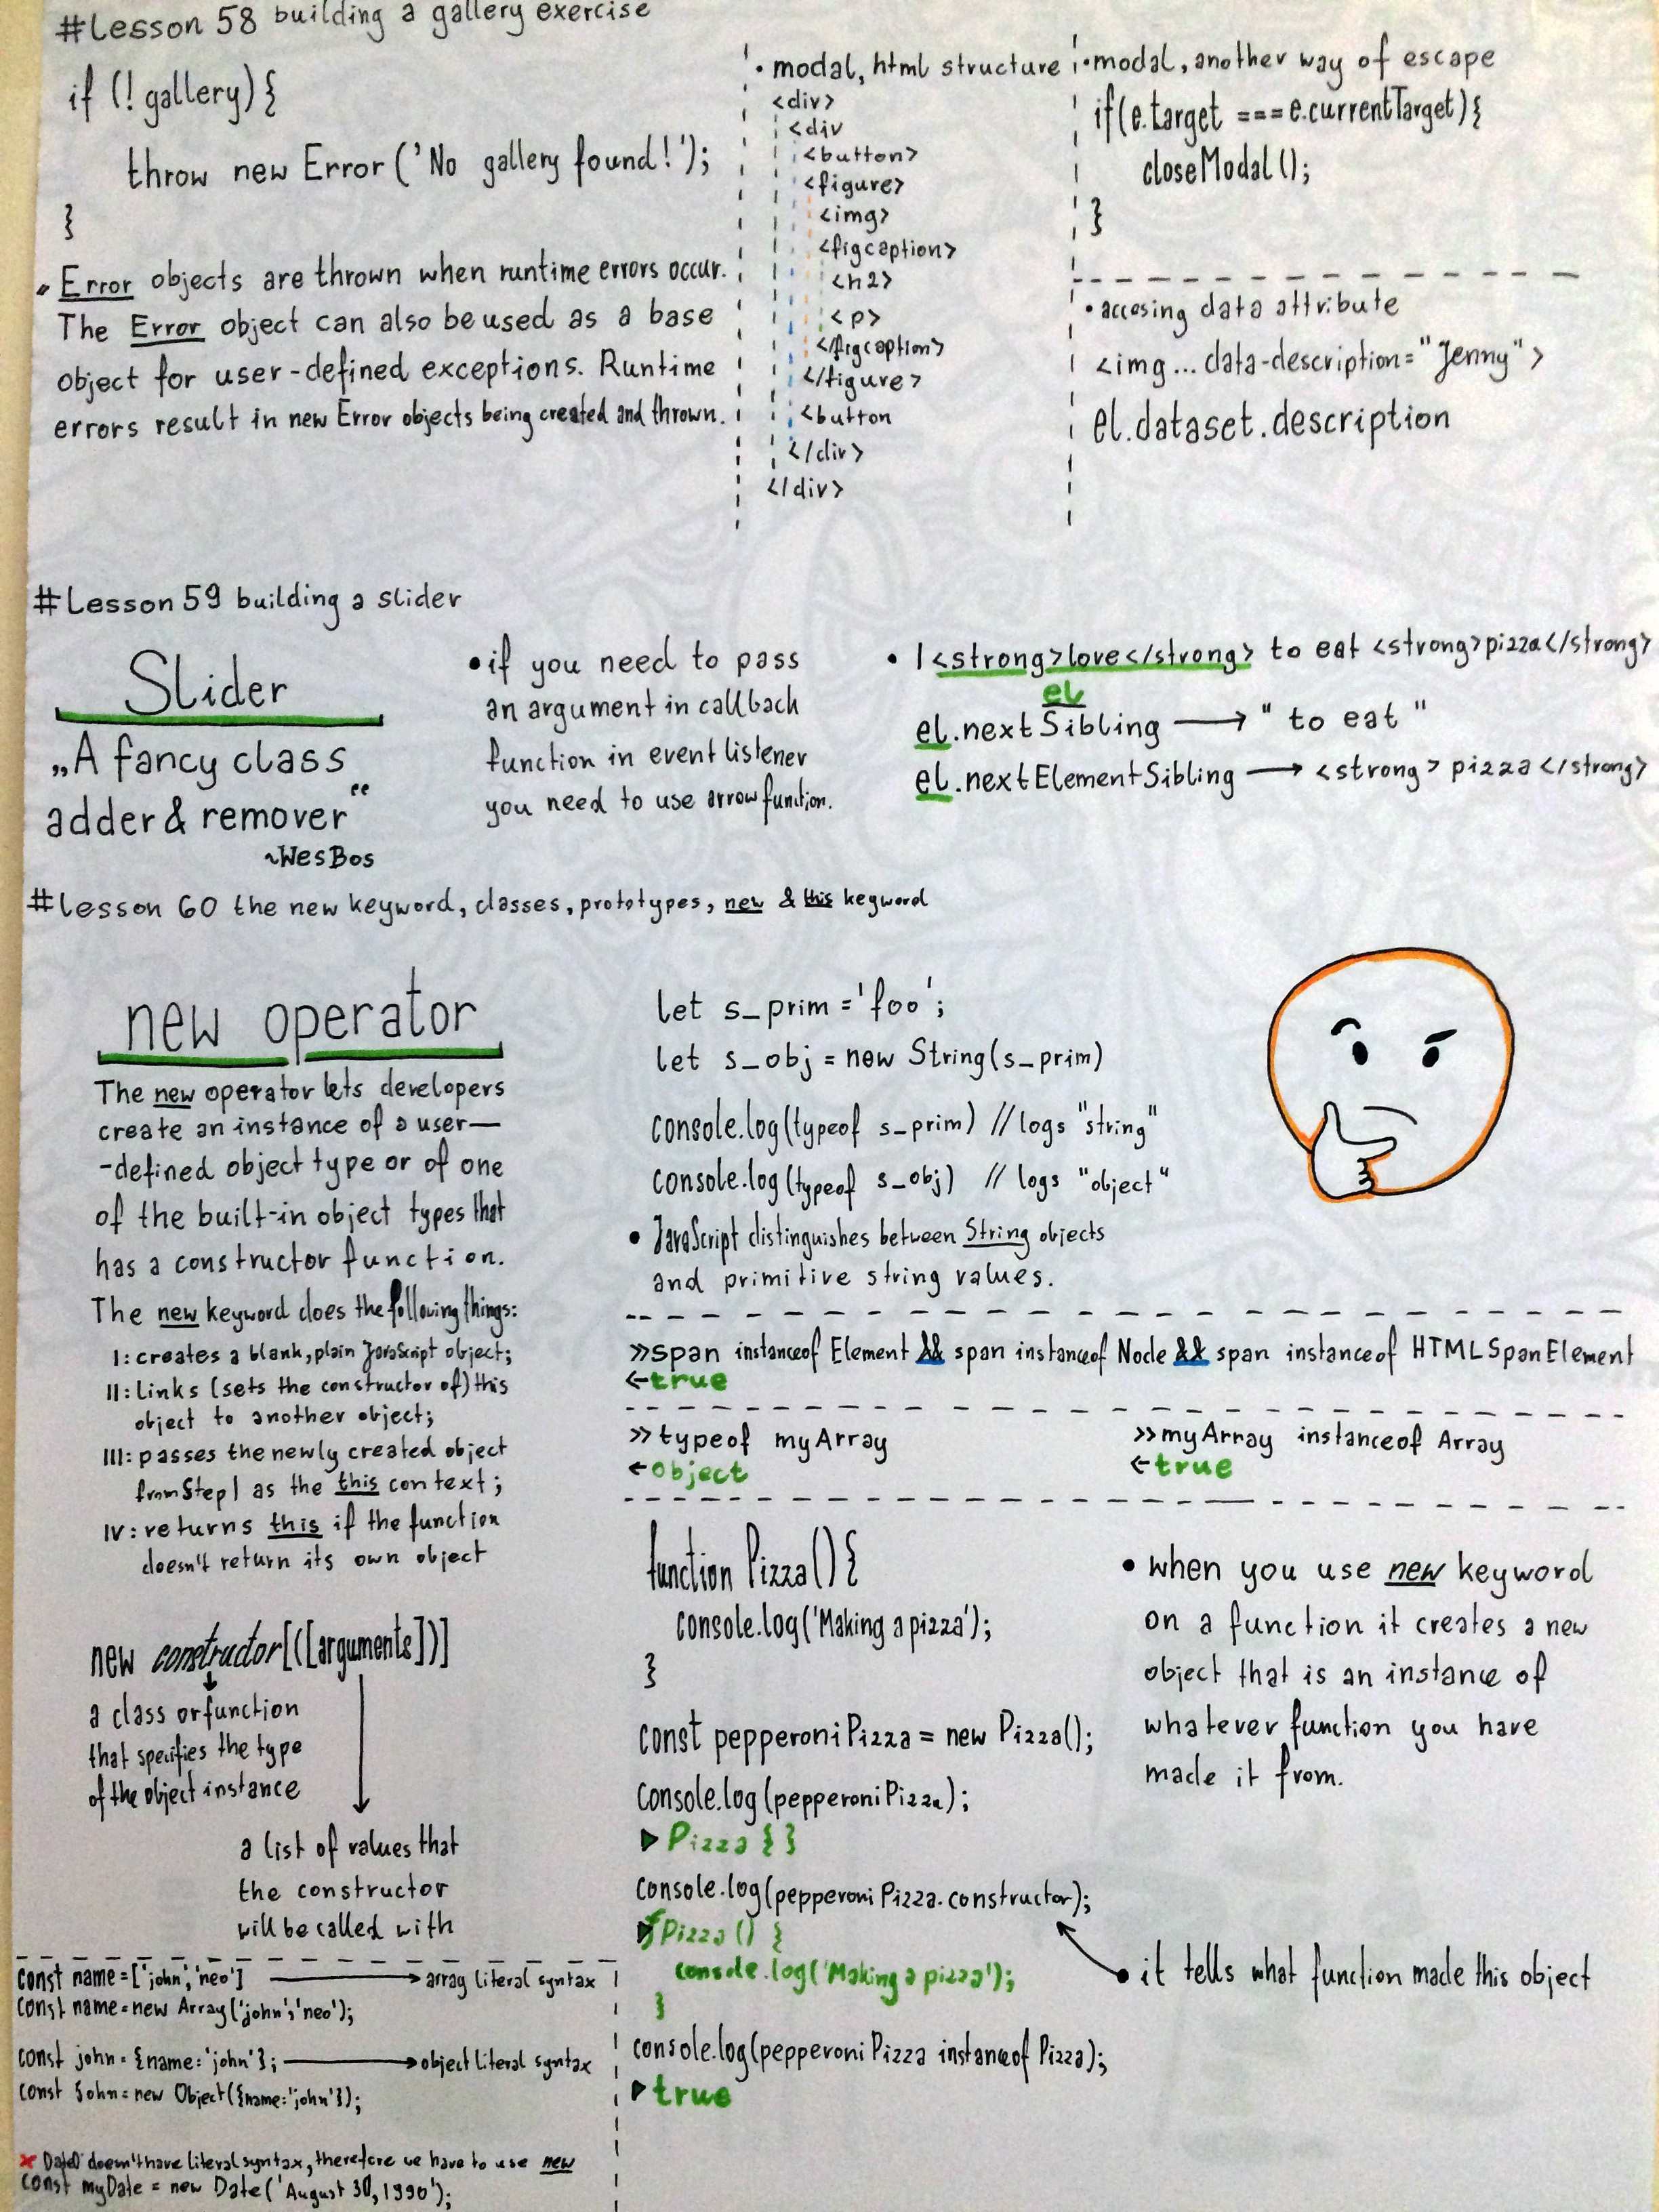 #Lesson 58 building a gallery exercise
if (! gallery) {
throw new Error ('No gallery found!');
}
Error objects are thrown when runtime errors occur.
The Error object can also be used as a base
object for user-defined exceptions. Runtime
errors result in new Error objects being created and thrown.
• modal, html structure
<div>
<div
<button>
<figure>
<img>
<figcaption>
<h2>
<p>
</figcaption>
</figure>
<button
</div>
</div>
• modal, another way of escape
if(e.target === e.currentTarget){
closeModal();
}
• accosing data attribute
<img... data-description="Jenny">
el.dataset.description
#Lesson 59 building a slider
Slider
„A fancy class
adder & remover"
~WesBos
• if you need to pass
an argument in callback
function in event listener
you need to use arrow function.
• I <strong>love</strong> to eat <strong>pizza</strong>
el
el.nextSibling → " to eat "
el.nextElementSibling → <strong> pizza </strong>
#lesson 60 the new keyword, classes, prototypes, new & this keyword
new operator
The new operator lets developers
create an instance of a user-
-defined object type or of one
of the built-in object types that
has a constructor function.
The new keyword does the following things:
I: creates a blank, plain JavaScript object;
II: Links (sets the constructor of) this
object to another object;
III: passes the newly created object
from Step 1 as the this context;
IV: returns this if the function
doesn't return its own object
new constructor[([arguments])]
a class or function
that specifies the type
of the object instance
a list of values that
the constructor
will be called with
const name=['john','neo'] → array literal syntax
const name=new Array('john','neo');
const john = {name:'john'}; → object literal syntax
const {ohn = new Object({name:'john'});
× Date() doesn't have literal syntax, therefore we have to use new
const myDate = new Date('August 30, 1990');
let s_prim = 'foo';
let s_obj = new String(s_prim)
console.log(typeof s_prim) // logs "string"
console.log(typeof s_obj) // logs "object"
• JavaScript distinguishes between String objects
and primitive string values.
>>span instanceof Element && span instanceof Node && span instanceof HTMLSpanElement
←true
>>typeof myArray
←object
>>myArray instanceof Array
←true
function Pizza() {
console.log('Making a pizza');
}
const pepperoniPizza = new Pizza();
console.log(pepperoniPizza);
▶ Pizza { }
console.log(pepperoniPizza.constructor);
▶ f Pizza () {
console.log('Making a pizza');
}
console.log(pepperoniPizza instanceof Pizza);
▶ true
• when you use new keyword
on a function it creates a new
object that is an instance of
whatever function you have
made it from.
• it tells what function made this object